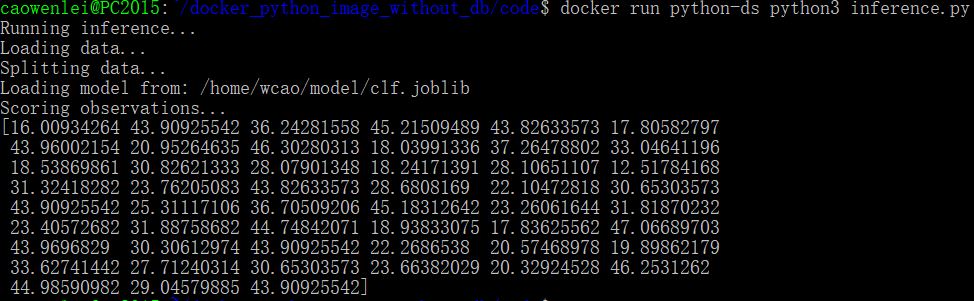 caowenlei@PC2015:~/docker_python_image_without_db/code$ docker run python-ds python3 inference.py
Running inference...
Loading data...
Splitting data...
Loading model from: /home/wcao/model/clf.joblib
Scoring observations...
[16.00934264 43.90925542 36.24281558 45.21509489 43.82633573 17.80582797
43.96002154 20.95264635 46.30280313 18.03991336 37.26478802 33.04641196
18.53869861 30.82621333 28.07901348 18.24171391 28.10651107 12.51784168
31.32418282 23.76205083 43.82633573 28.6808169 22.10472818 30.65303573
43.90925542 25.31117106 36.70509206 45.18312642 23.26061644 31.81870232
23.40572682 31.88758682 44.74842071 18.93833075 17.83625562 47.06689703
43.9696829 30.30612974 43.90925542 22.2686538 20.57468978 19.89862179
33.62741442 27.71240314 30.65303573 23.66382029 20.32924528 46.2531262
44.98590982 29.04579885 43.90925542]